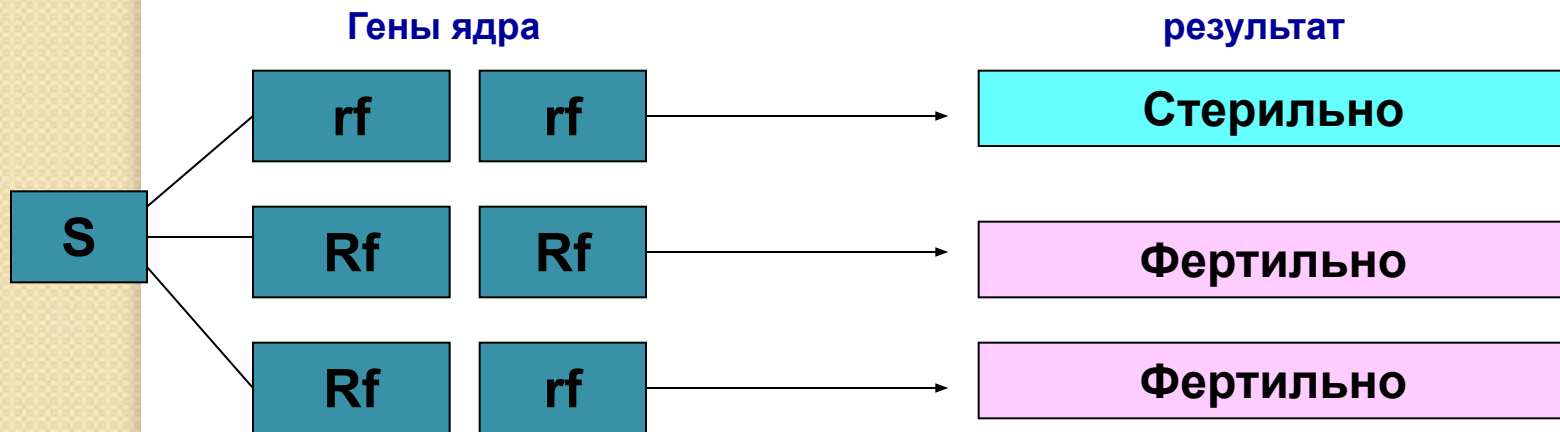 Гены ядра результат
rf rf Стерильно
S
Rf Rf Фертильно
Rf rf Фертильно